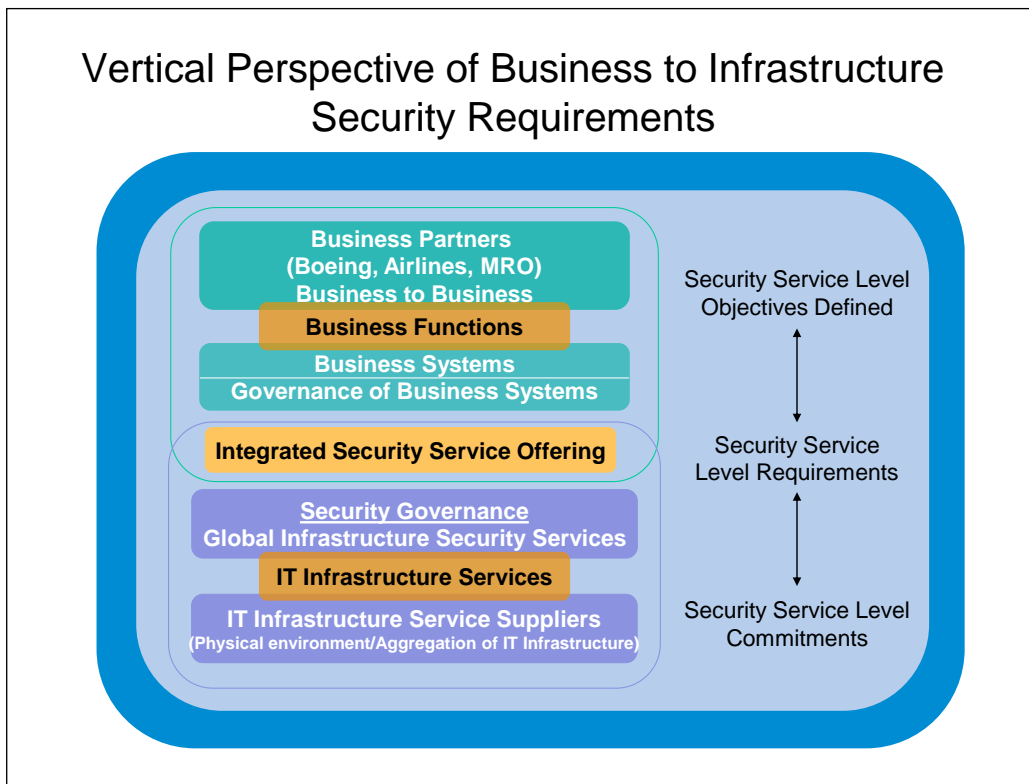 Vertical Perspective of Business to Infrastructure
Security Requirements
Business Partners
(Boeing, Airlines, MRO)
Business to Business
Business Functions
Business Systems
Governance of Business Systems
Integrated Security Service Offering
Security Governance
Global Infrastructure Security Services
IT Infrastructure Services
IT Infrastructure Service Suppliers
(Physical environment/Aggregation of IT Infrastructure)
Security Service Level
Objectives Defined
Security Service
Level Requirements
Security Service Level
Commitments